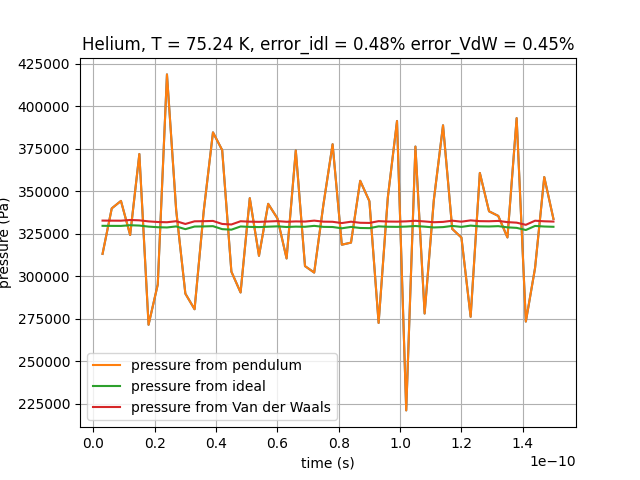 Helium, T = 75.24 K, error_idl = 0.48% error_VdW = 0.45%
425000
400000
375000
350000
325000
300000
275000
250000
225000
pressure (Pa)
pressure from pendulum
pressure from ideal
pressure from Van der Waals
0.0 0.2 0.4 0.6 0.8 1.0 1.2 1.4
1e−10
time (s)